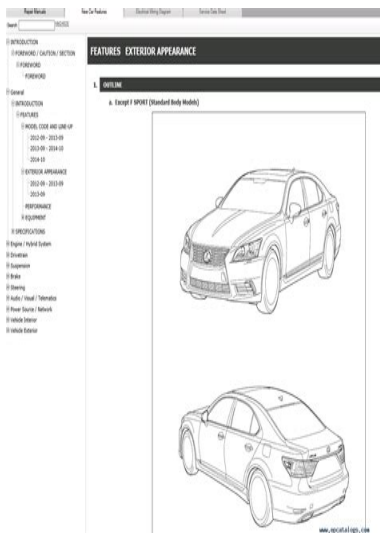 Repair Manuals
New Car Features
Electrical Wiring Diagram
Service Data Sheet
Search
INTRODUCTION
FOREWORD / CAUTION / SECTION
FOREWORD
FOREWORD
General
INTRODUCTION
FEATURES
MODEL CODE AND LINE-UP
2012-09 - 2013-09
2013-09 - 2014-10
2014-10
EXTERIOR APPEARANCE
2012-09 - 2013-09
2013-09
PERFORMANCE
EQUIPMENT
SPECIFICATIONS
Engine / Hybrid System
Drivetrain
Suspension
Brake
Steering
Audio / Visual / Telematics
Power Source / Network
Vehicle Interior
Vehicle Exterior
FEATURES EXTERIOR APPEARANCE
1. OUTLINE
a. Except F SPORT (Standard Body Models)
www.epcatalogs.com